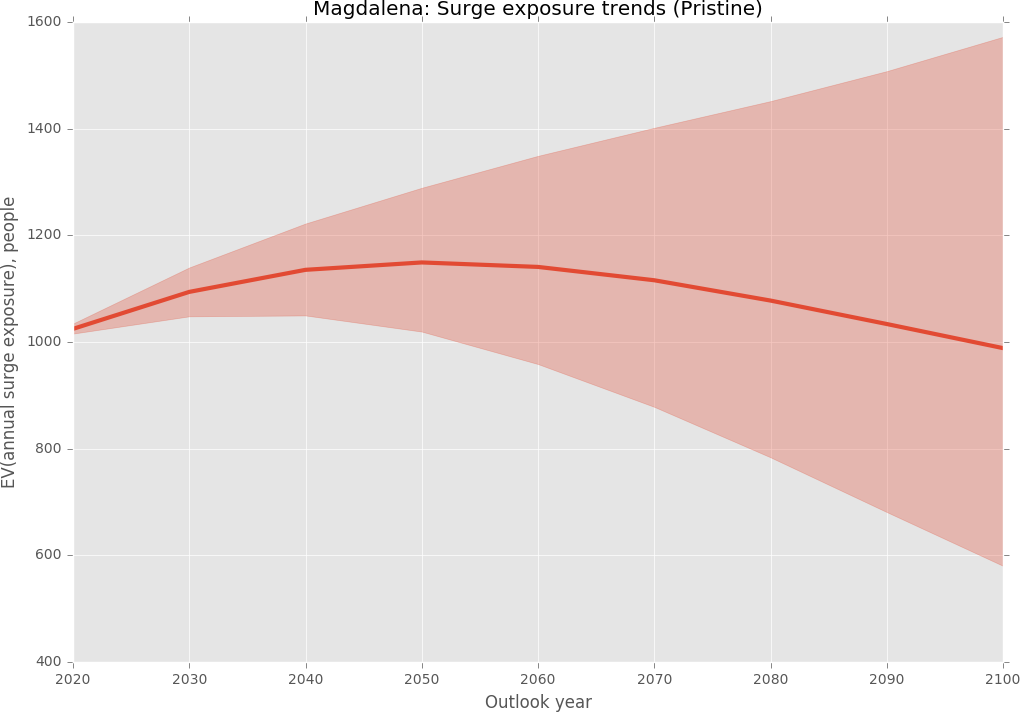 Magdalena: Surge exposure trends (Pristine)
1600
1400
1200
1000
800
600
400
EV(annual surge exposure), people
2020 2030 2040 2050 2060 2070 2080 2090 2100
Outlook year